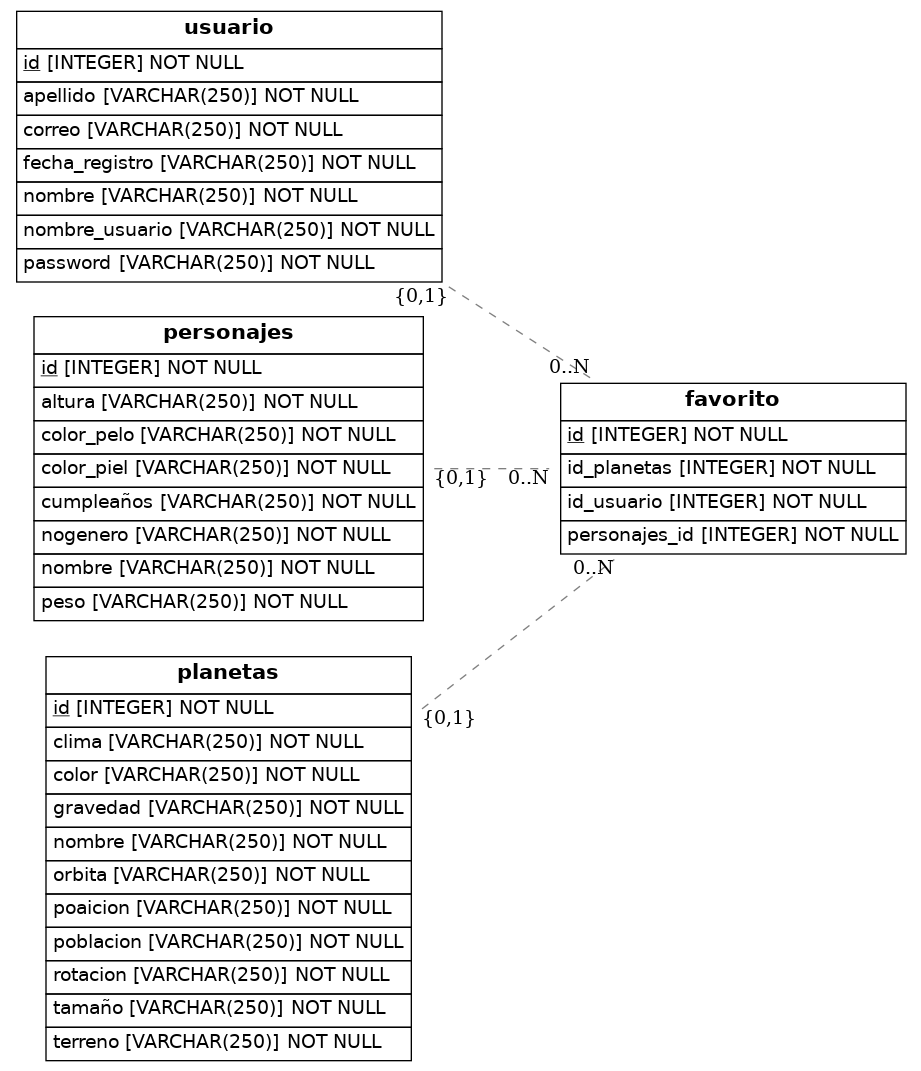 usuario
id [INTEGER] NOT NULL
apellido [VARCHAR(250)] NOT NULL
correo [VARCHAR(250)] NOT NULL
fecha_registro [VARCHAR(250)] NOT NULL
nombre [VARCHAR(250)] NOT NULL
nombre_usuario [VARCHAR(250)] NOT NULL
password [VARCHAR(250)] NOT NULL
{0,1}
0..N
personajes
id [INTEGER] NOT NULL
altura [VARCHAR(250)] NOT NULL
color_pelo [VARCHAR(250)] NOT NULL
color_piel [VARCHAR(250)] NOT NULL
cumpleaños [VARCHAR(250)] NOT NULL
nogenero [VARCHAR(250)] NOT NULL
nombre [VARCHAR(250)] NOT NULL
peso [VARCHAR(250)] NOT NULL
{0,1}
0..N
favorito
id [INTEGER] NOT NULL
id_planetas [INTEGER] NOT NULL
id_usuario [INTEGER] NOT NULL
personajes_id [INTEGER] NOT NULL
0..N
{0,1}
planetas
id [INTEGER] NOT NULL
clima [VARCHAR(250)] NOT NULL
color [VARCHAR(250)] NOT NULL
gravedad [VARCHAR(250)] NOT NULL
nombre [VARCHAR(250)] NOT NULL
orbita [VARCHAR(250)] NOT NULL
poaicion [VARCHAR(250)] NOT NULL
poblacion [VARCHAR(250)] NOT NULL
rotacion [VARCHAR(250)] NOT NULL
tamaño [VARCHAR(250)] NOT NULL
terreno [VARCHAR(250)] NOT NULL